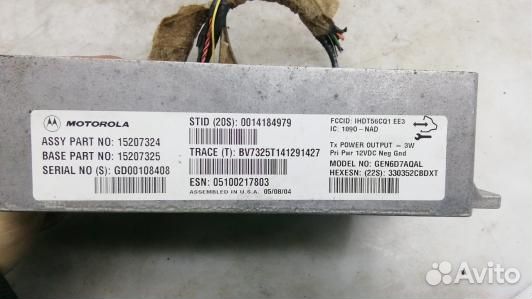 MOTOROLA
ASSY PART NO: 15207324
BASE PART NO: 15207325
SERIAL NO (S): GD00108408
STID (20S): 0014184979
TRACE (T): BV7325T141291427
ESN: 05100217803
ASSEMBLED IN U.S.A. 05/08/04
FCCID: IHDT56CQ1 EE3
IC: 1090-NAD
Tx POWER OUTPUT - 3W
Pri Pwr 12VDC Neg Gnd
MODEL NO: GEN6D7AQAL
HEXESN: (22S): 330352CBDXT
Avito